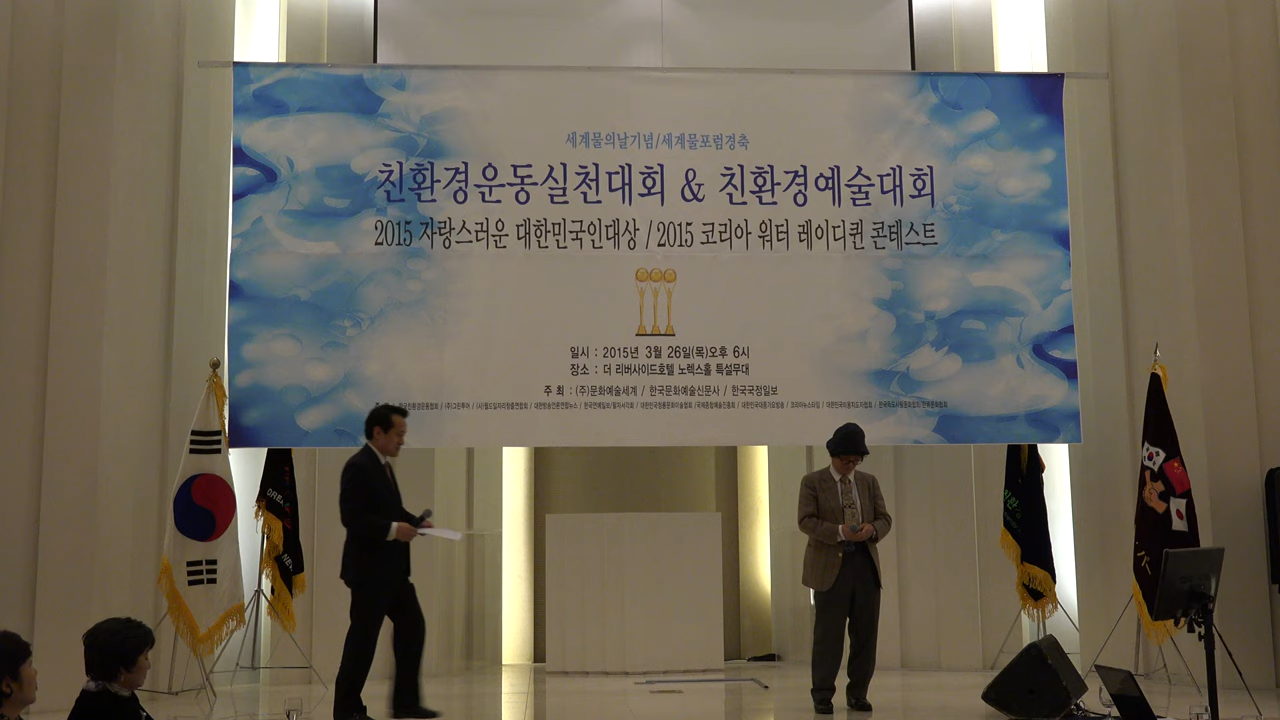 세계물의날기념/세계물포럼경축
친환경운동실천대회 & 친환경예술대회
2015 자랑스러운 대한민국인대상 / 2015 코리아 워터 레이디퀸 콘테스트
일시 : 2015년 3월 26일(목)오후 6시
장소 : 더 리버사이드호텔 노렉스홀 특설무대
주최 : (주)문화예술세계 / 한국문화예술신문사 / 한국국정일보